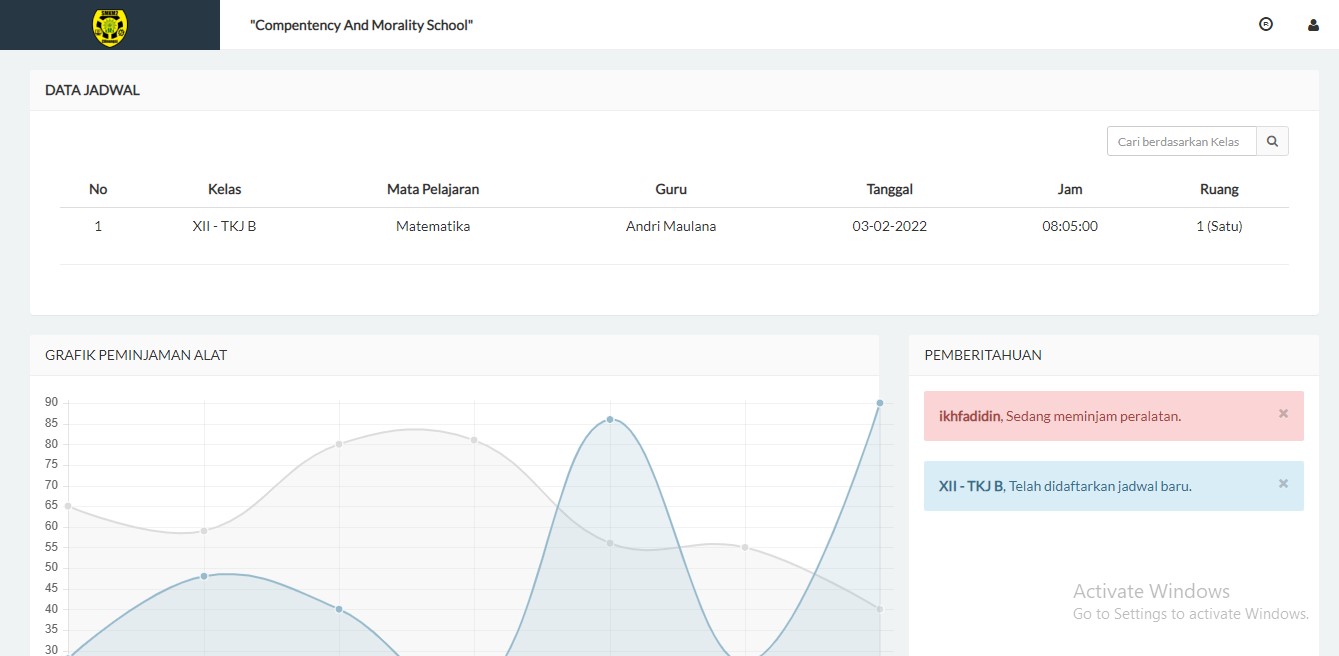 SMKN2
"Compentency And Morality School"
DATA JADWAL
Cari berdasarkan Kelas
No Kelas Mata Pelajaran Guru Tanggal Jam Ruang
1 XII - TKJ B Matematika Andri Maulana 03-02-2022 08:05:00 1 (Satu)
GRAFIK PEMINJAMAN ALAT
90
85
80
75
70
65
60
55
50
45
40
35
30
PEMBERITAHUAN
ikhfadidin, Sedang meminjam peralatan. ×
XII - TKJ B, Telah didaftarkan jadwal baru. ×
Activate Windows
Go to Settings to activate Windows.